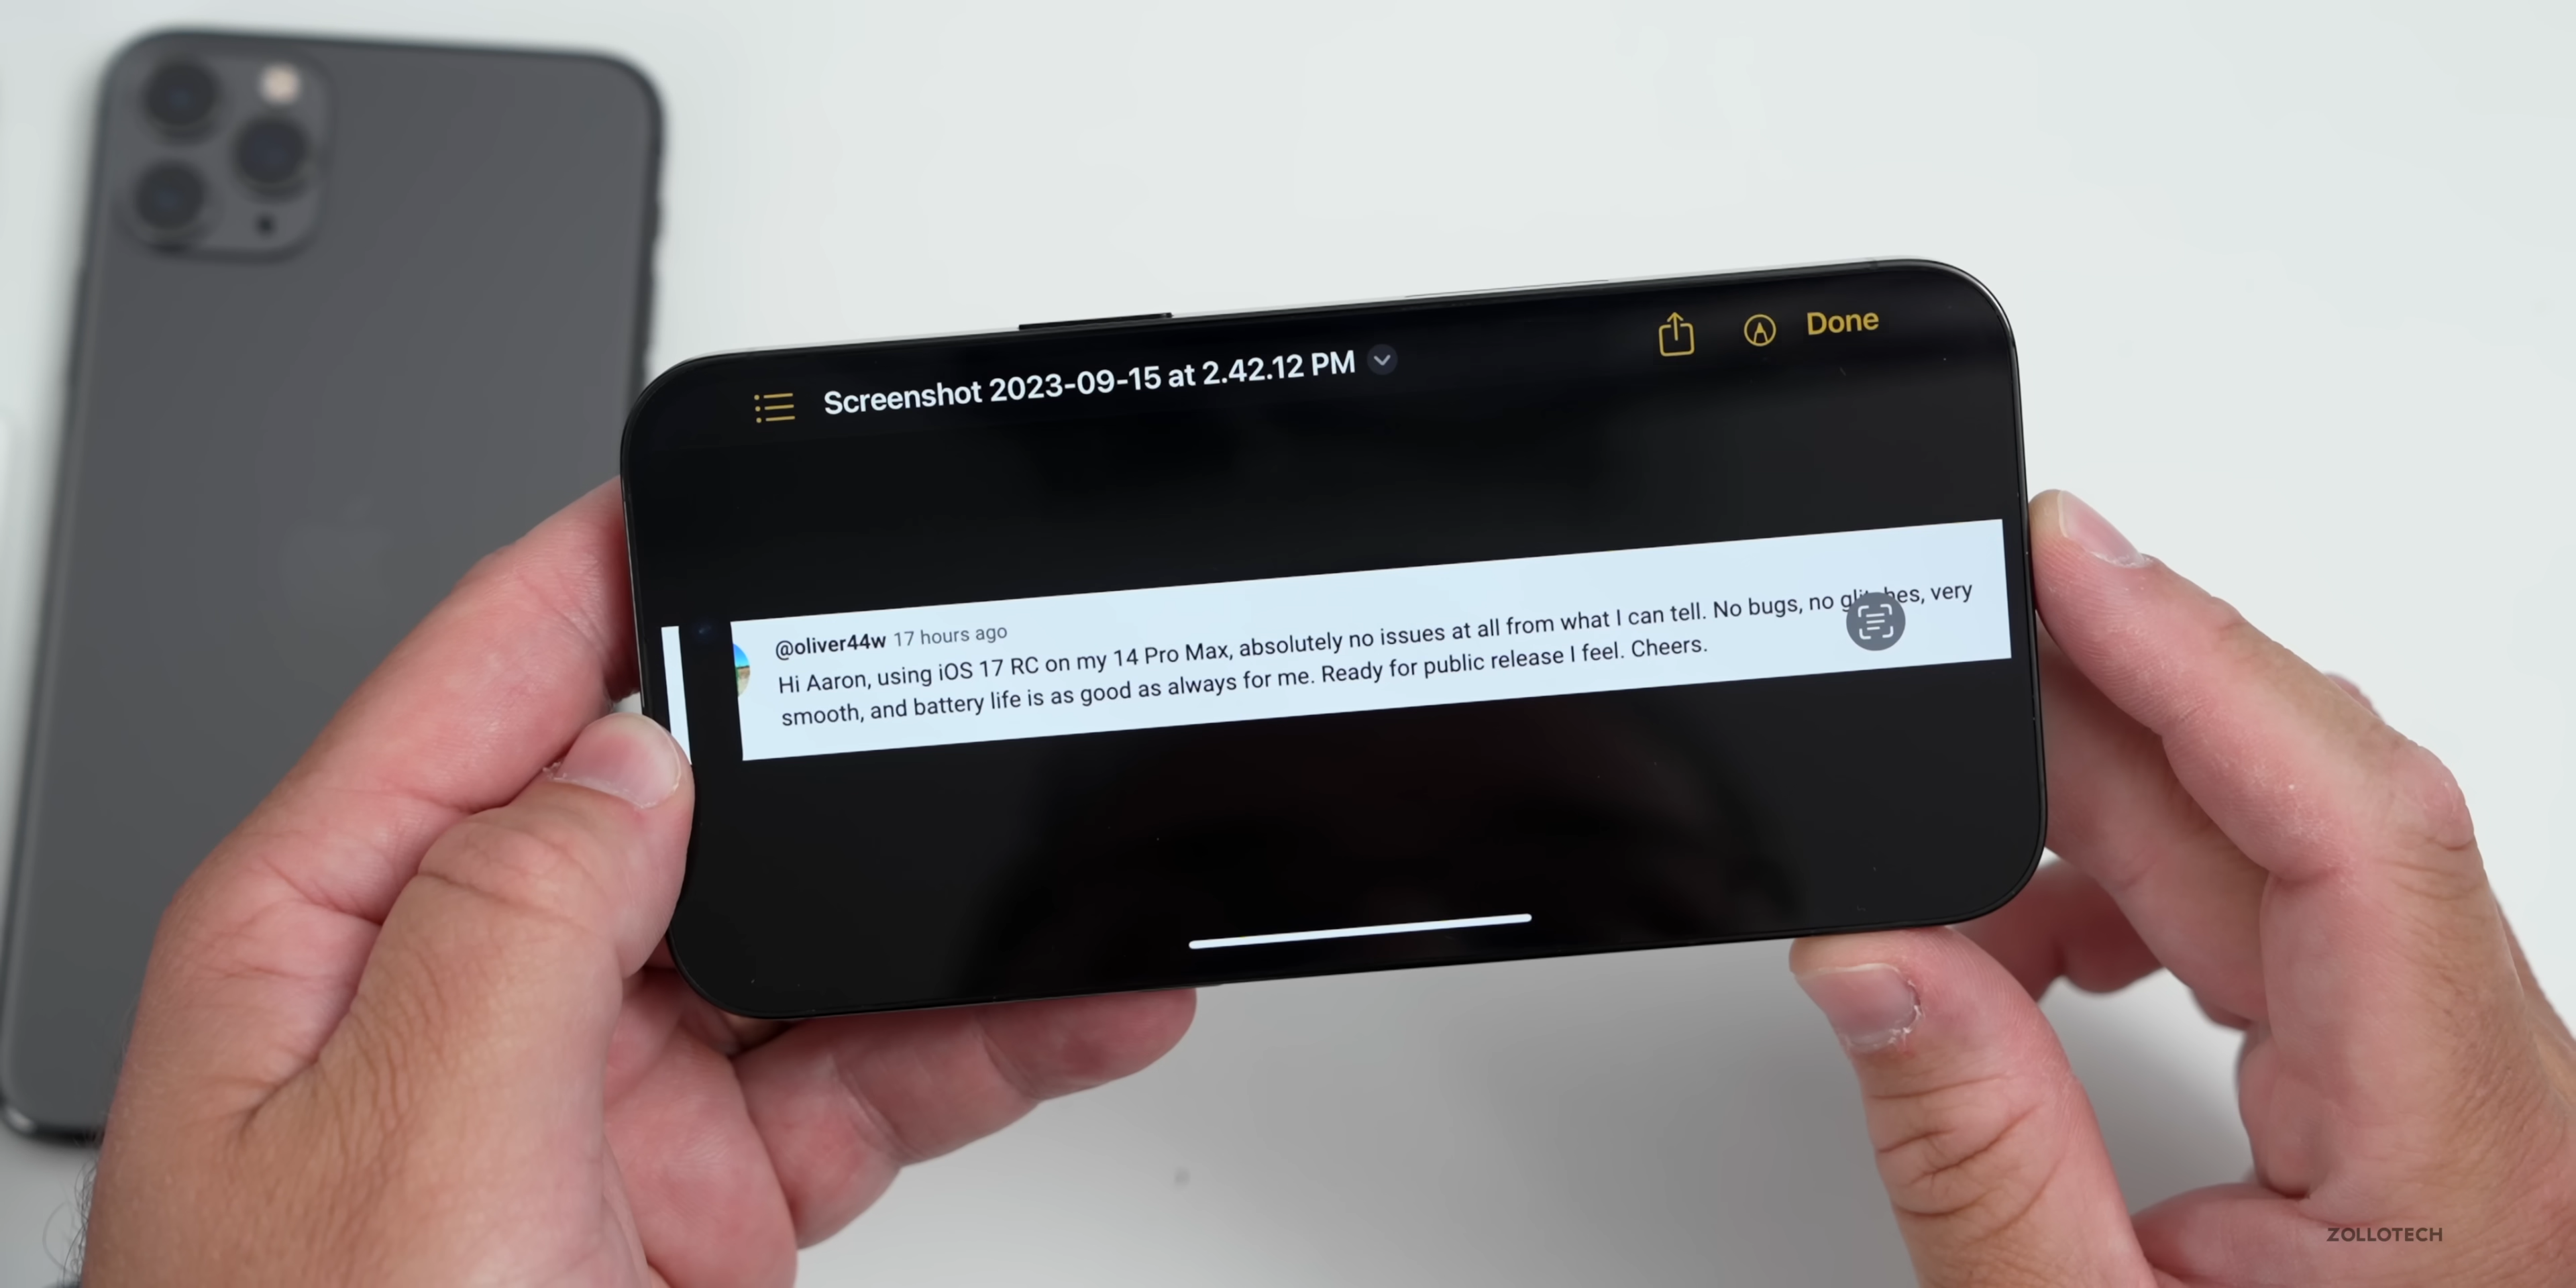 Screenshot 2023-09-15 at 2.42.12 PM
Done
@oliver44w 17 hours ago
Hi Aaron, using iOS 17 RC on my 14 Pro Max, absolutely no issues at all from what I can tell. No bugs, no glitches, very
smooth, and battery life is as good as always for me. Ready for public release I feel. Cheers.
ZOLLOTECH